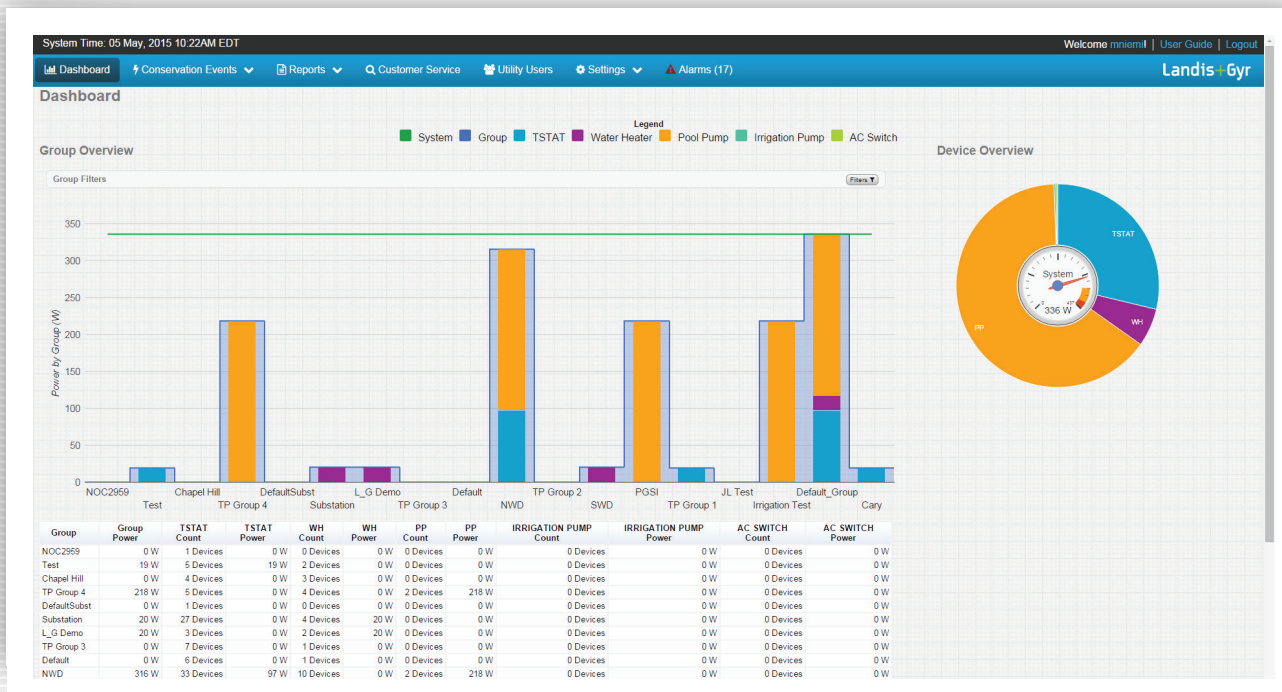 System Time: 05 May, 2015 10:22AM EDT
Welcome mniemil | User Guide | Logout
Dashboard Conservation Events Reports Customer Service Utility Users Settings Alarms (17) Landis+Gyr
Dashboard
Legend
System Group TSTAT Water Heater Pool Pump Irrigation Pump AC Switch
Group Overview
Device Overview
Group Filters
Filters
350
300
250
200
150
100
50
0
Power by Group (W)
NOC2959 Chapel Hill DefaultSubst L_G Demo Default TP Group 2 PGSI JL Test Default_Group
Test TP Group 4 Substation TP Group 3 NWD SWD TP Group 1 Irrigation Test Cary
TSTAT
WH
PP
System
0 437
336 W
Group Group Power TSTAT Count TSTAT Power WH Count WH Power PP Count PP Power IRRIGATION PUMP Count IRRIGATION PUMP Power AC SWITCH Count AC SWITCH Power
NOC2959 0 W 1 Devices 0 W 0 Devices 0 W 0 Devices 0 W 0 Devices 0 W 0 Devices 0 W
Test 19 W 5 Devices 19 W 2 Devices 0 W 0 Devices 0 W 0 Devices 0 W 0 Devices 0 W
Chapel Hill 0 W 4 Devices 0 W 3 Devices 0 W 0 Devices 0 W 0 Devices 0 W 0 Devices 0 W
TP Group 4 218 W 5 Devices 0 W 4 Devices 0 W 2 Devices 218 W 0 Devices 0 W 0 Devices 0 W
DefaultSubst 0 W 1 Devices 0 W 0 Devices 0 W 0 Devices 0 W 0 Devices 0 W 0 Devices 0 W
Substation 20 W 27 Devices 0 W 4 Devices 20 W 0 Devices 0 W 0 Devices 0 W 0 Devices 0 W
L_G Demo 20 W 3 Devices 0 W 2 Devices 20 W 0 Devices 0 W 0 Devices 0 W 0 Devices 0 W
TP Group 3 0 W 7 Devices 0 W 1 Devices 0 W 0 Devices 0 W 0 Devices 0 W 0 Devices 0 W
Default 0 W 6 Devices 0 W 1 Devices 0 W 0 Devices 0 W 0 Devices 0 W 0 Devices 0 W
NWD 316 W 33 Devices 97 W 10 Devices 0 W 2 Devices 218 W 0 Devices 0 W 0 Devices 0 W